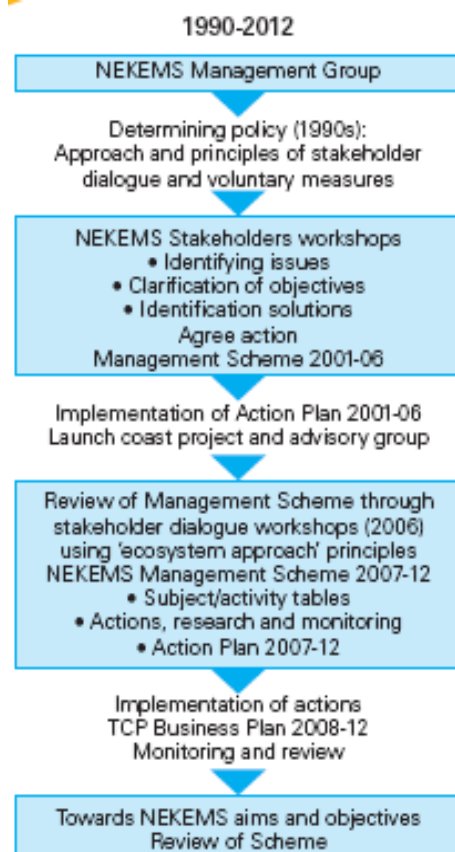 1990-2012
NEKEMS Management Group
Determining policy (1990s):
Approach and principles of stakeholder
dialogue and voluntary measures
NEKEMS Stakeholders workshops
• Identifying issues
• Clarification of objectives
• Identification solutions
Agree action
Management Scheme 2001-06
Implementation of Action Plan 2001-06
Launch coast project and advisory group
Review of Management Scheme through
stakeholder dialogue workshops (2006)
using 'ecosystem approach' principles
NEKEMS Management Scheme 2007-12
• Subject/activity tables
• Actions, research and monitoring
• Action Plan 2007-12
Implementation of actions
TCP Business Plan 2008-12
Monitoring and review
Towards NEKEMS aims and objectives
Review of Scheme